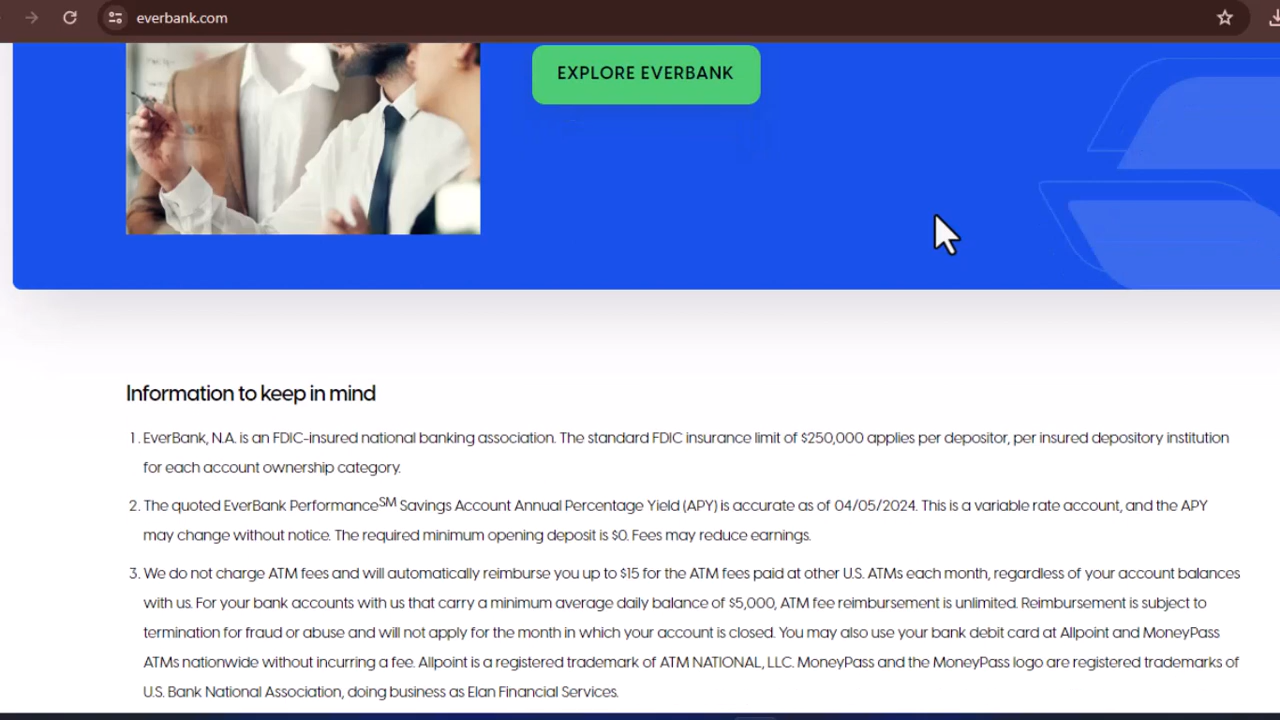 everbank.com
EXPLORE EVERBANK
Information to keep in mind
1. EverBank, N.A. is an FDIC-insured national banking association. The standard FDIC insurance limit of $250,000 applies per depositor, per insured depository institution
for each account ownership category.
2. The quoted EverBank Performance℠ Savings Account Annual Percentage Yield (APY) is accurate as of 04/05/2024. This is a variable rate account, and the APY
may change without notice. The required minimum opening deposit is $0. Fees may reduce earnings.
3. We do not charge ATM fees and will automatically reimburse you up to $15 for the ATM fees paid at other U.S. ATMs each month, regardless of your account balances
with us. For your bank accounts with us that carry a minimum average daily balance of $5,000, ATM fee reimbursement is unlimited. Reimbursement is subject to
termination for fraud or abuse and will not apply for the month in which your account is closed. You may also use your bank debit card at Allpoint and MoneyPass
ATMs nationwide without incurring a fee. Allpoint is a registered trademark of ATM NATIONAL, LLC. MoneyPass and the MoneyPass logo are registered trademarks of
U.S. Bank National Association, doing business as Elan Financial Services.